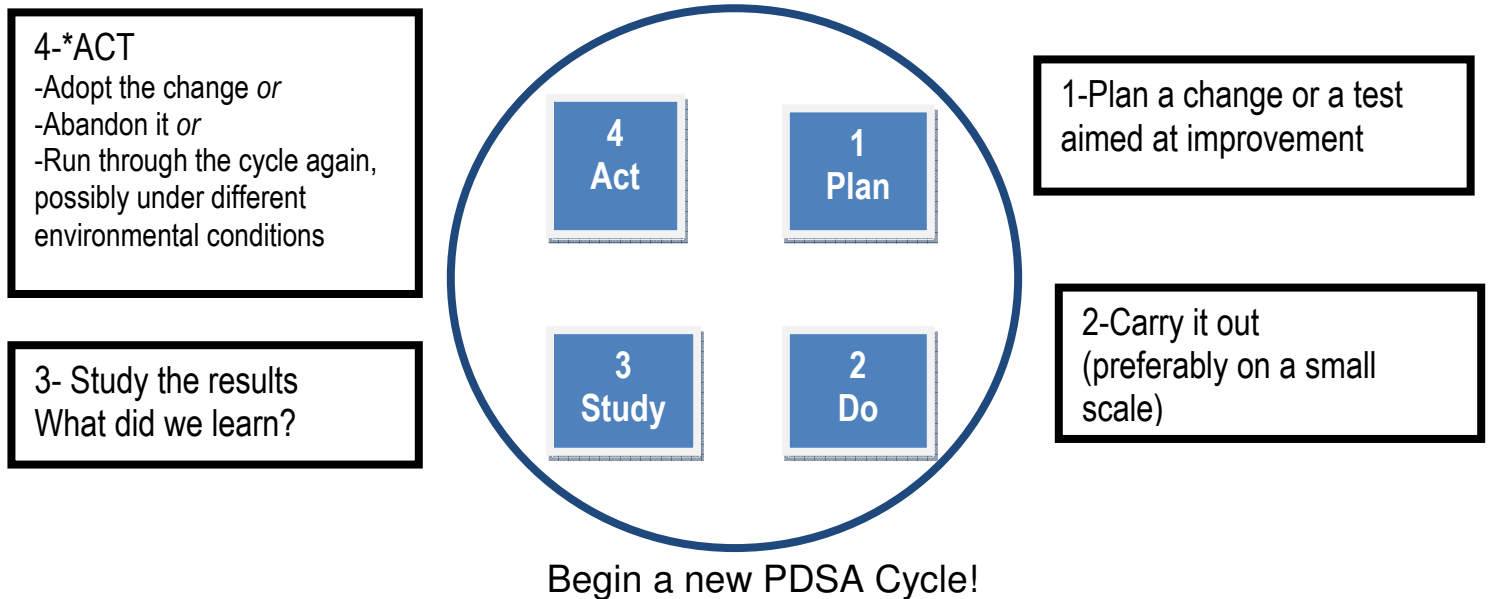 4-*ACT
-Adopt the change or
-Abandon it or
-Run through the cycle again,
possibly under different
environmental conditions
4
Act
1
Plan
1-Plan a change or a test
aimed at improvement
3- Study the results
What did we learn?
3
Study
2
Do
2-Carry it out
(preferably on a small
scale)
Begin a new PDSA Cycle!